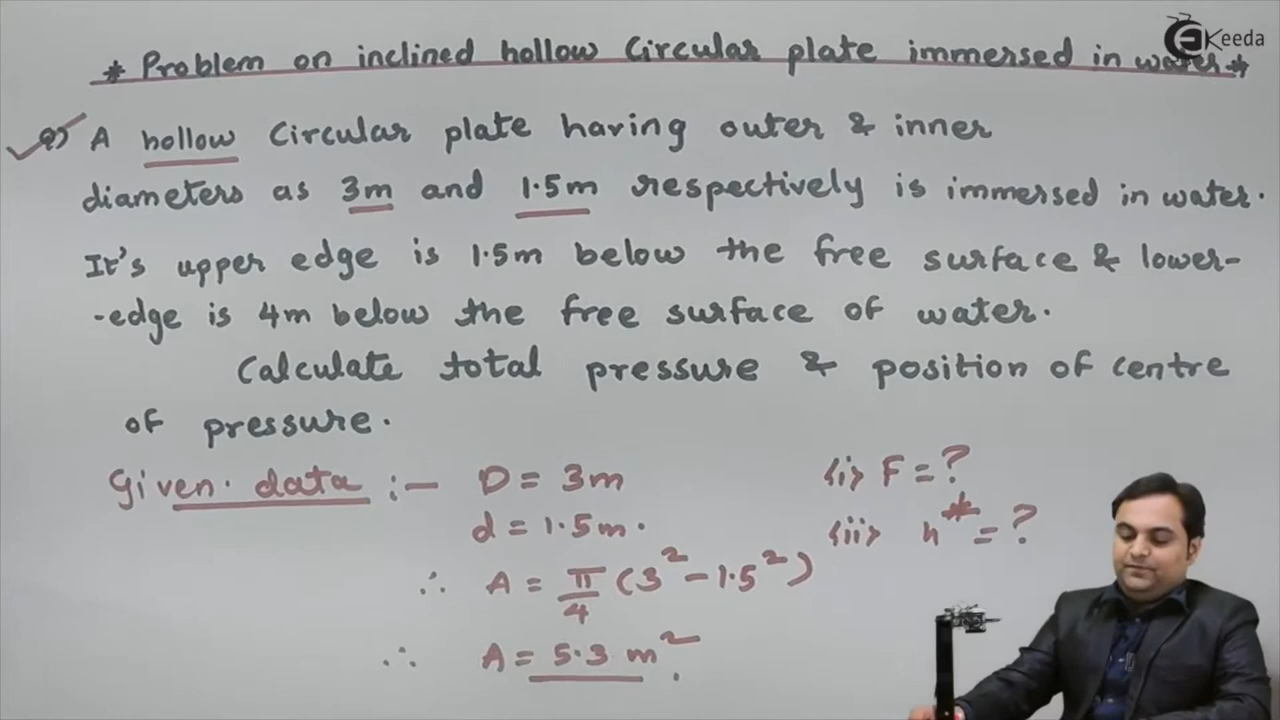 * Problem on inclined hollow Circular plate immersed in water *
Keeda
Q) A hollow Circular plate having outer & inner
diameters as 3m and 1.5m respectively is immersed in water.
It's upper edge is 1.5m below the free surface & lower-
-edge is 4m below the free surface of water.
Calculate total pressure & position of centre
of pressure.
Given data :- D = 3m
(i) F = ?
d = 1.5m.
(ii) h* = ?
∴ A = π/4 (3² - 1.5²)
∴ A = 5.3 m².